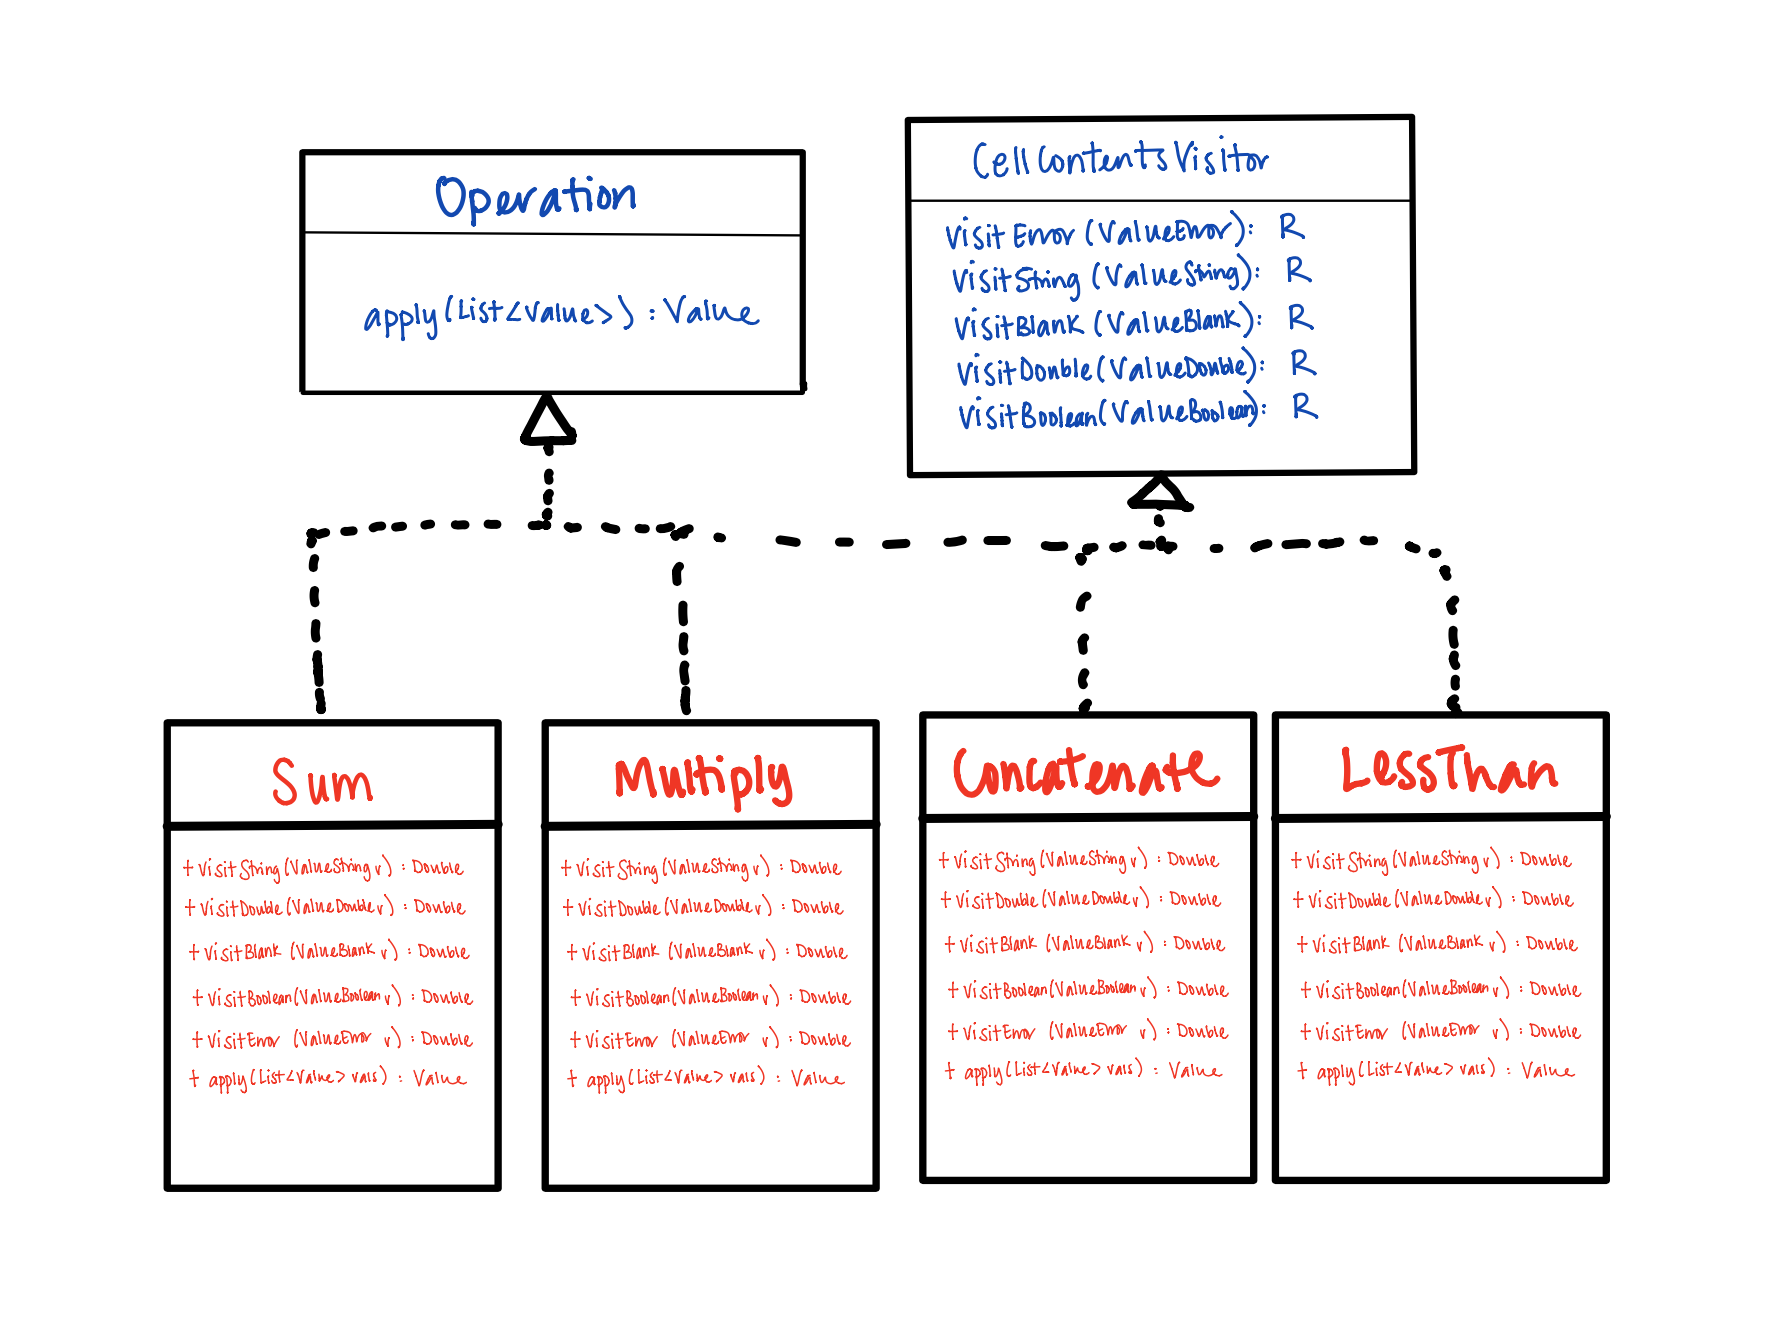 Operation
apply(List<Value>) : Value
CellContentsVisitor
visitError (ValueError): R
visitString (ValueString): R
visitBlank (ValueBlank): R
visitDouble (ValueDouble): R
visitBoolean(ValueBoolean): R
Sum
+ visitString(ValueString v) : Double
+ visitDouble(ValueDouble v) : Double
+ visitBlank (ValueBlank v) : Double
+ visitBoolean(ValueBoolean v) : Double
+ visitError (ValueError v) : Double
+ apply(List<Value> vals) : Value
Multiply
+ visitString(ValueString v) : Double
+ visitDouble(ValueDouble v) : Double
+ visitBlank (ValueBlank v) : Double
+ visitBoolean(ValueBoolean v) : Double
+ visitError (ValueError v) : Double
+ apply(List<Value> vals) : Value
Concatenate
+ visitString(ValueString v) : Double
+ visitDouble(ValueDouble v) : Double
+ visitBlank (ValueBlank v) : Double
+ visitBoolean(ValueBoolean v) : Double
+ visitError (ValueError v) : Double
+ apply(List<Value> vals) : Value
LessThan
+ visitString(ValueString v) : Double
+ visitDouble(ValueDouble v) : Double
+ visitBlank (ValueBlank v) : Double
+ visitBoolean(ValueBoolean v) : Double
+ visitError (ValueError v) : Double
+ apply(List<Value> vals) : Value